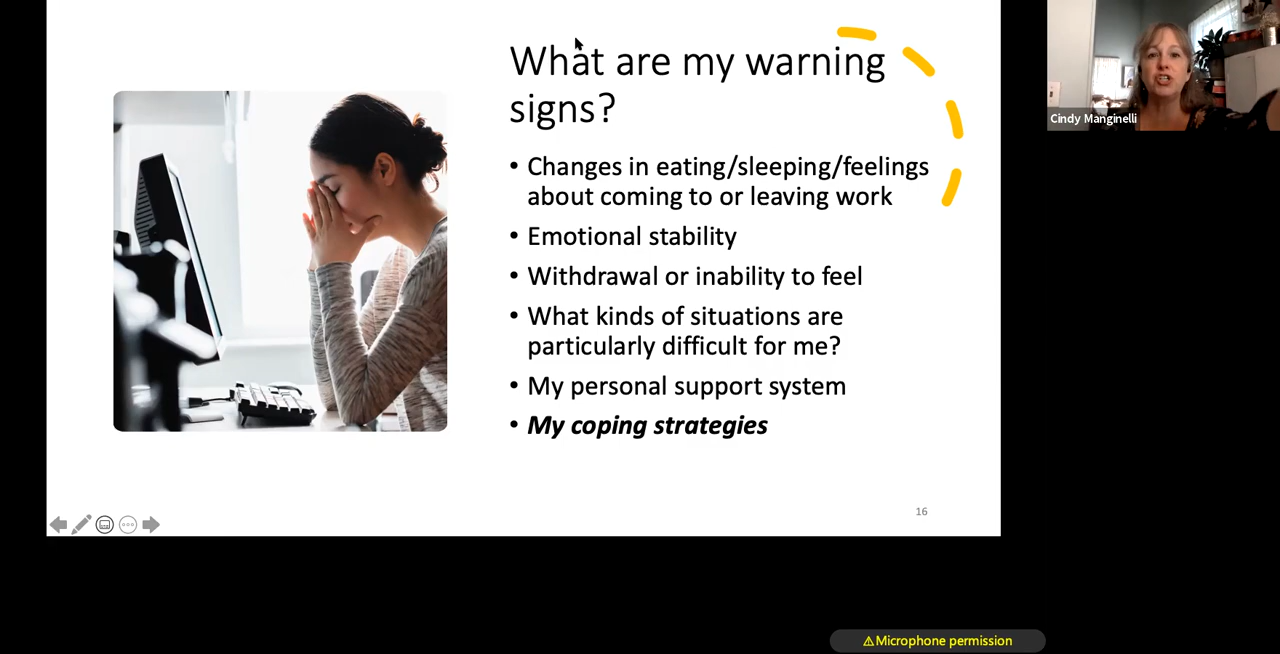 What are my warning
signs?
• Changes in eating/sleeping/feelings
about coming to or leaving work
• Emotional stability
• Withdrawal or inability to feel
• What kinds of situations are
particularly difficult for me?
• My personal support system
• My coping strategies
16
Cindy Manginelli
⚠Microphone permission